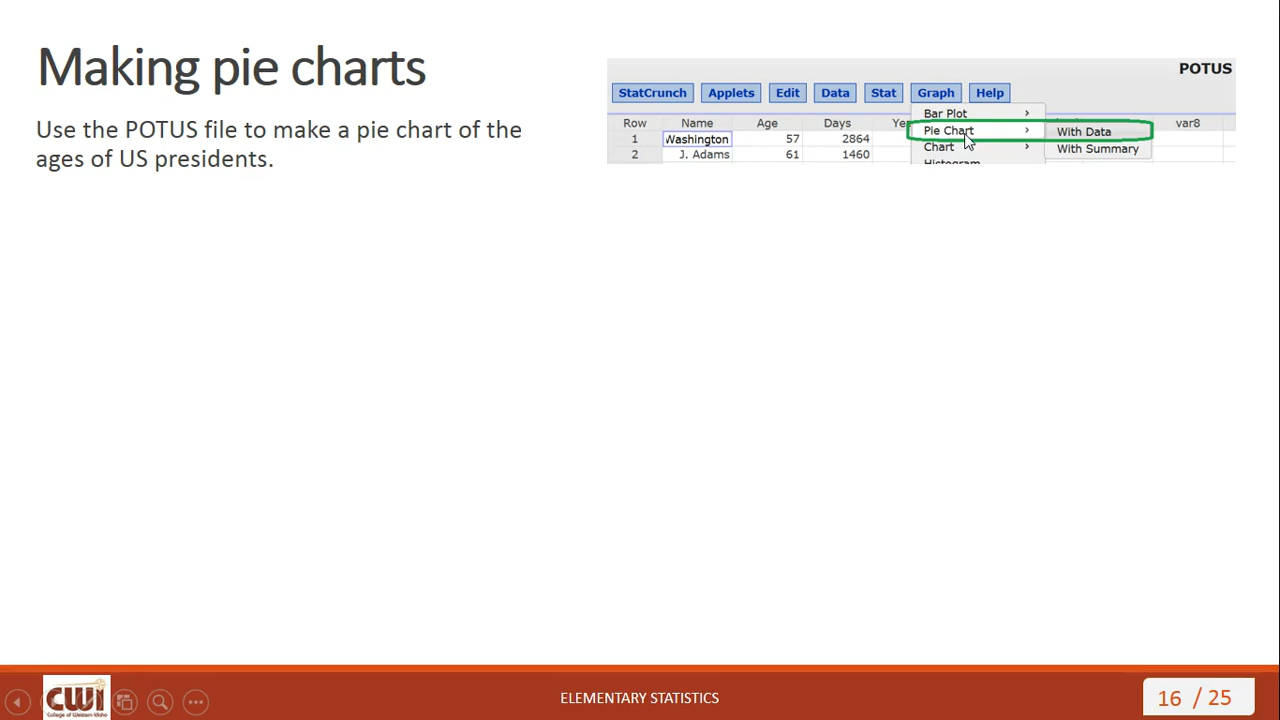 Making pie charts
Use the POTUS file to make a pie chart of the
ages of US presidents.
POTUS
StatCrunch Applets Edit Data Stat Graph Help
Row Name Age Days var8
1 Washington 57 2864
2 J. Adams 61 1460
Bar Plot
Pie Chart
Chart
Histogram
With Data
With Summary
CWI
College of Western Idaho
ELEMENTARY STATISTICS
16 / 25